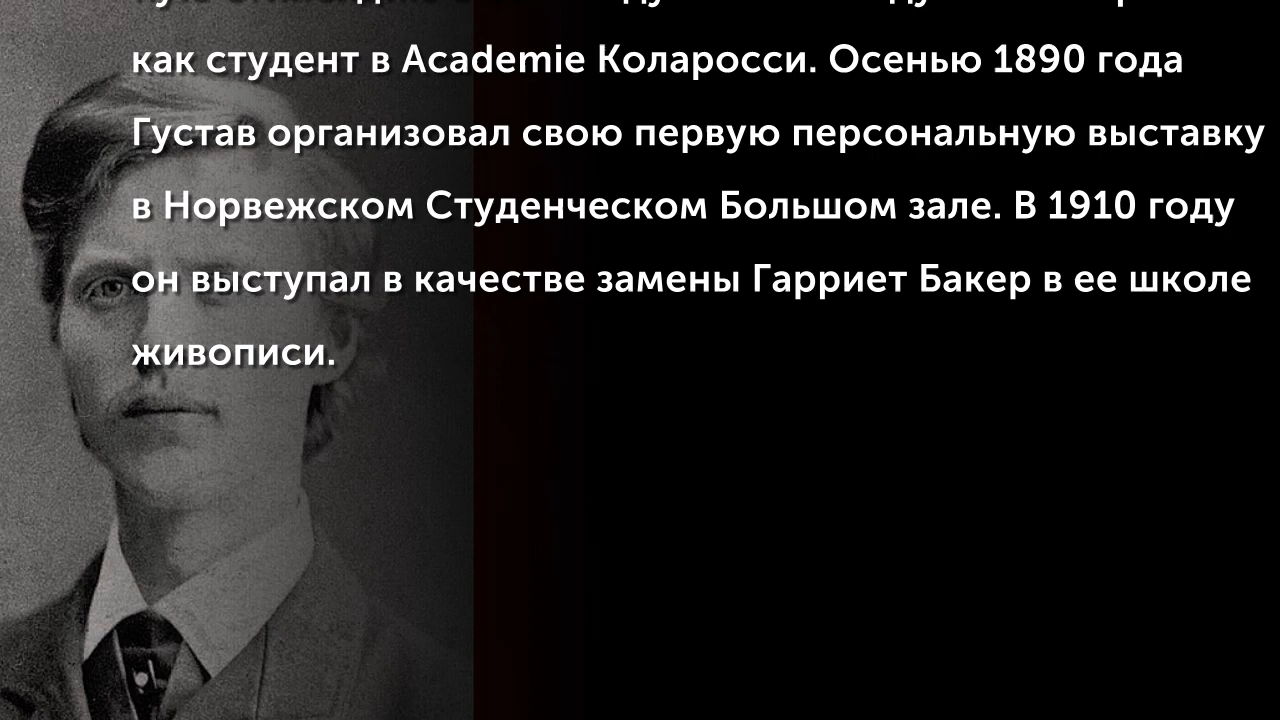 как студент в Academie Коларосси. Осенью 1890 года
Густав организовал свою первую персональную выставку
в Норвежском Студенческом Большом зале. В 1910 году
он выступал в качестве замены Гарриет Бакер в ее школе
живописи.